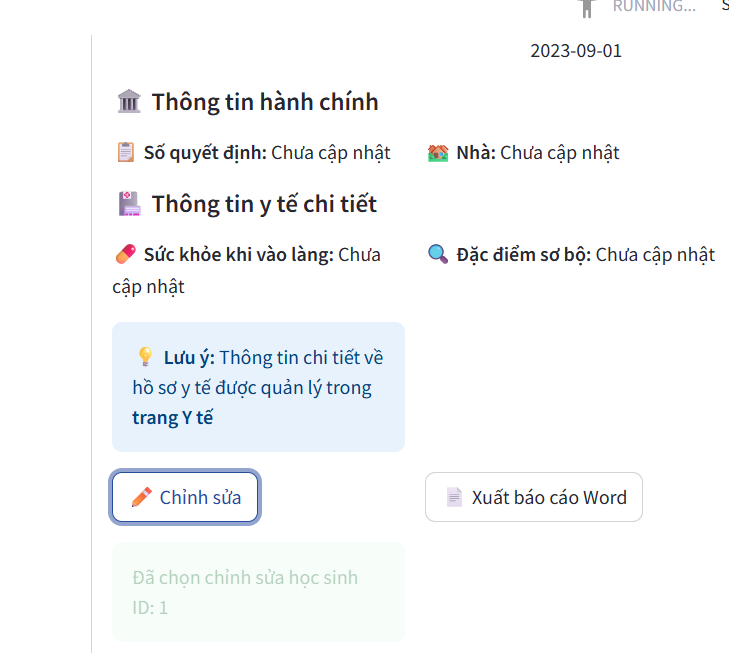 RUNNING...
2023-09-01
Thông tin hành chính
Số quyết định: Chưa cập nhật
Nhà: Chưa cập nhật
Thông tin y tế chi tiết
Sức khỏe khi vào làng: Chưa
cập nhật
Đặc điểm sơ bộ: Chưa cập nhật
Lưu ý: Thông tin chi tiết về
hồ sơ y tế được quản lý trong
trang Y tế
Chỉnh sửa
Xuất báo cáo Word
Đã chọn chỉnh sửa học sinh
ID: 1